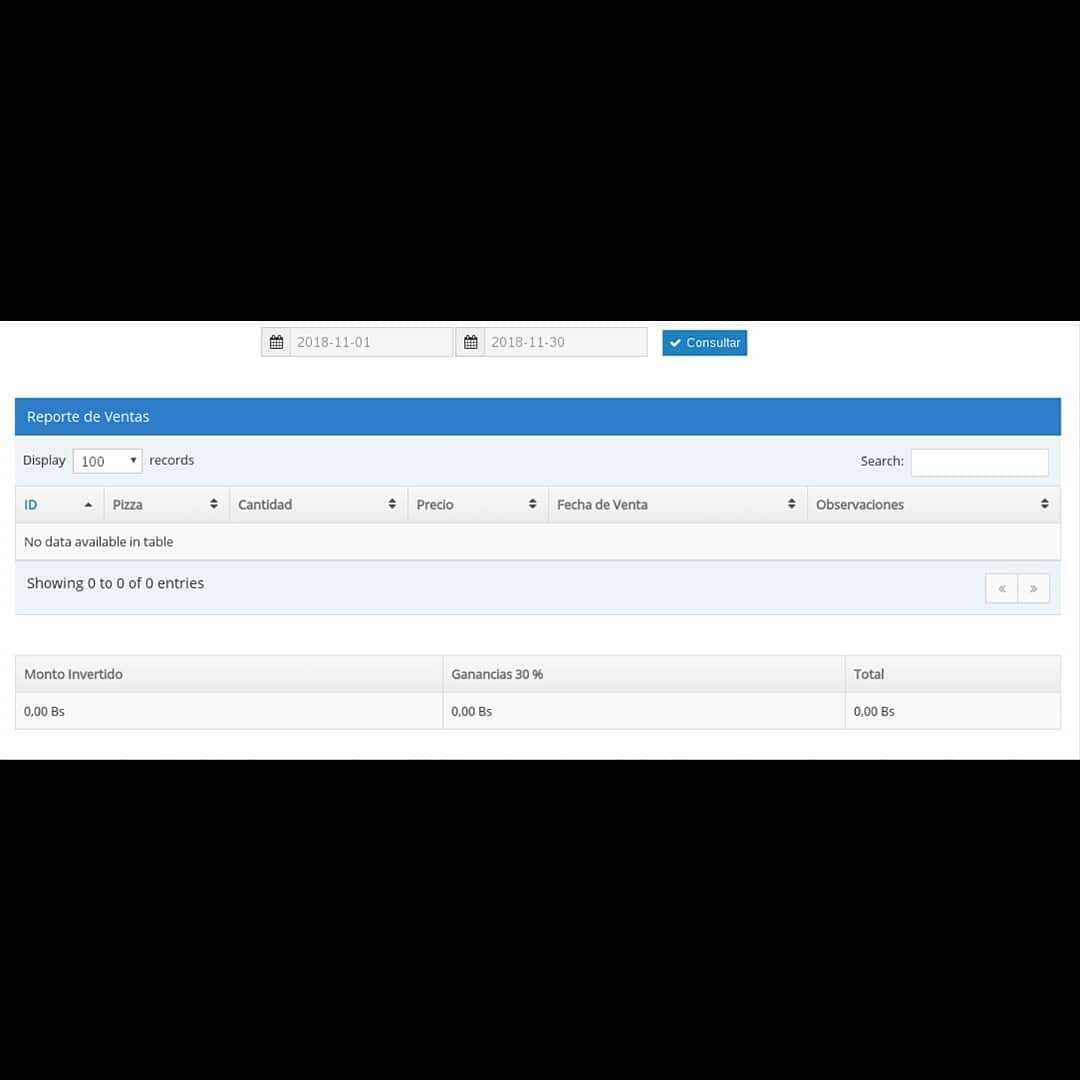 2018-11-01 2018-11-30 Consultar
Reporte de Ventas
Display 100 records Search:
ID Pizza Cantidad Precio Fecha de Venta Observaciones
No data available in table
Showing 0 to 0 of 0 entries « »
Monto Invertido Ganancias 30 % Total
0,00 Bs 0,00 Bs 0,00 Bs